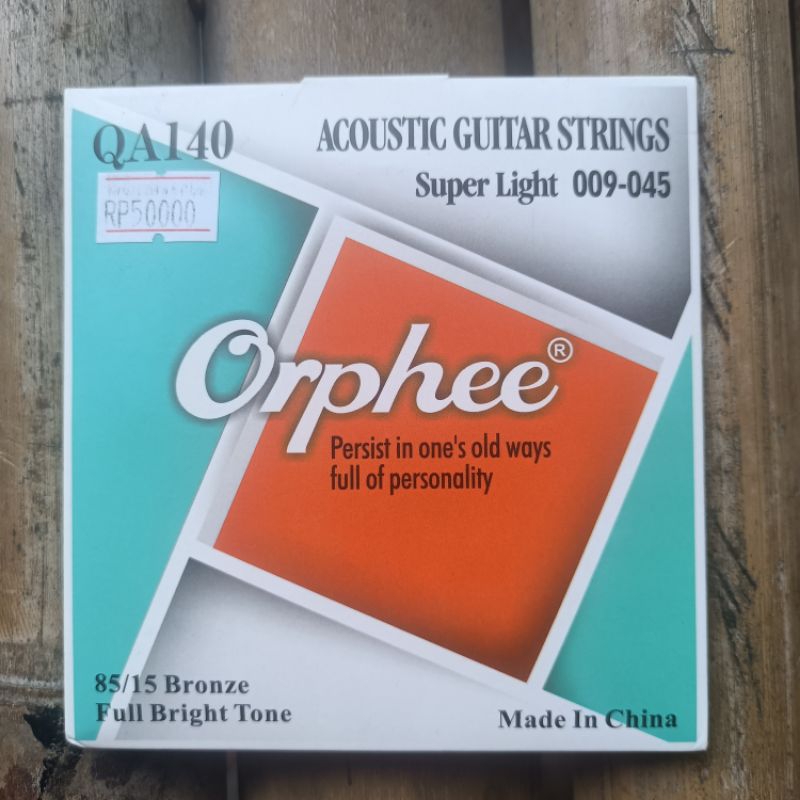 QA140
ACOUSTIC GUITAR STRINGS
Super Light 009-045
RP50000
Orphee®
Persist in one's old ways
full of personality
85/15 Bronze
Full Bright Tone
Made In China